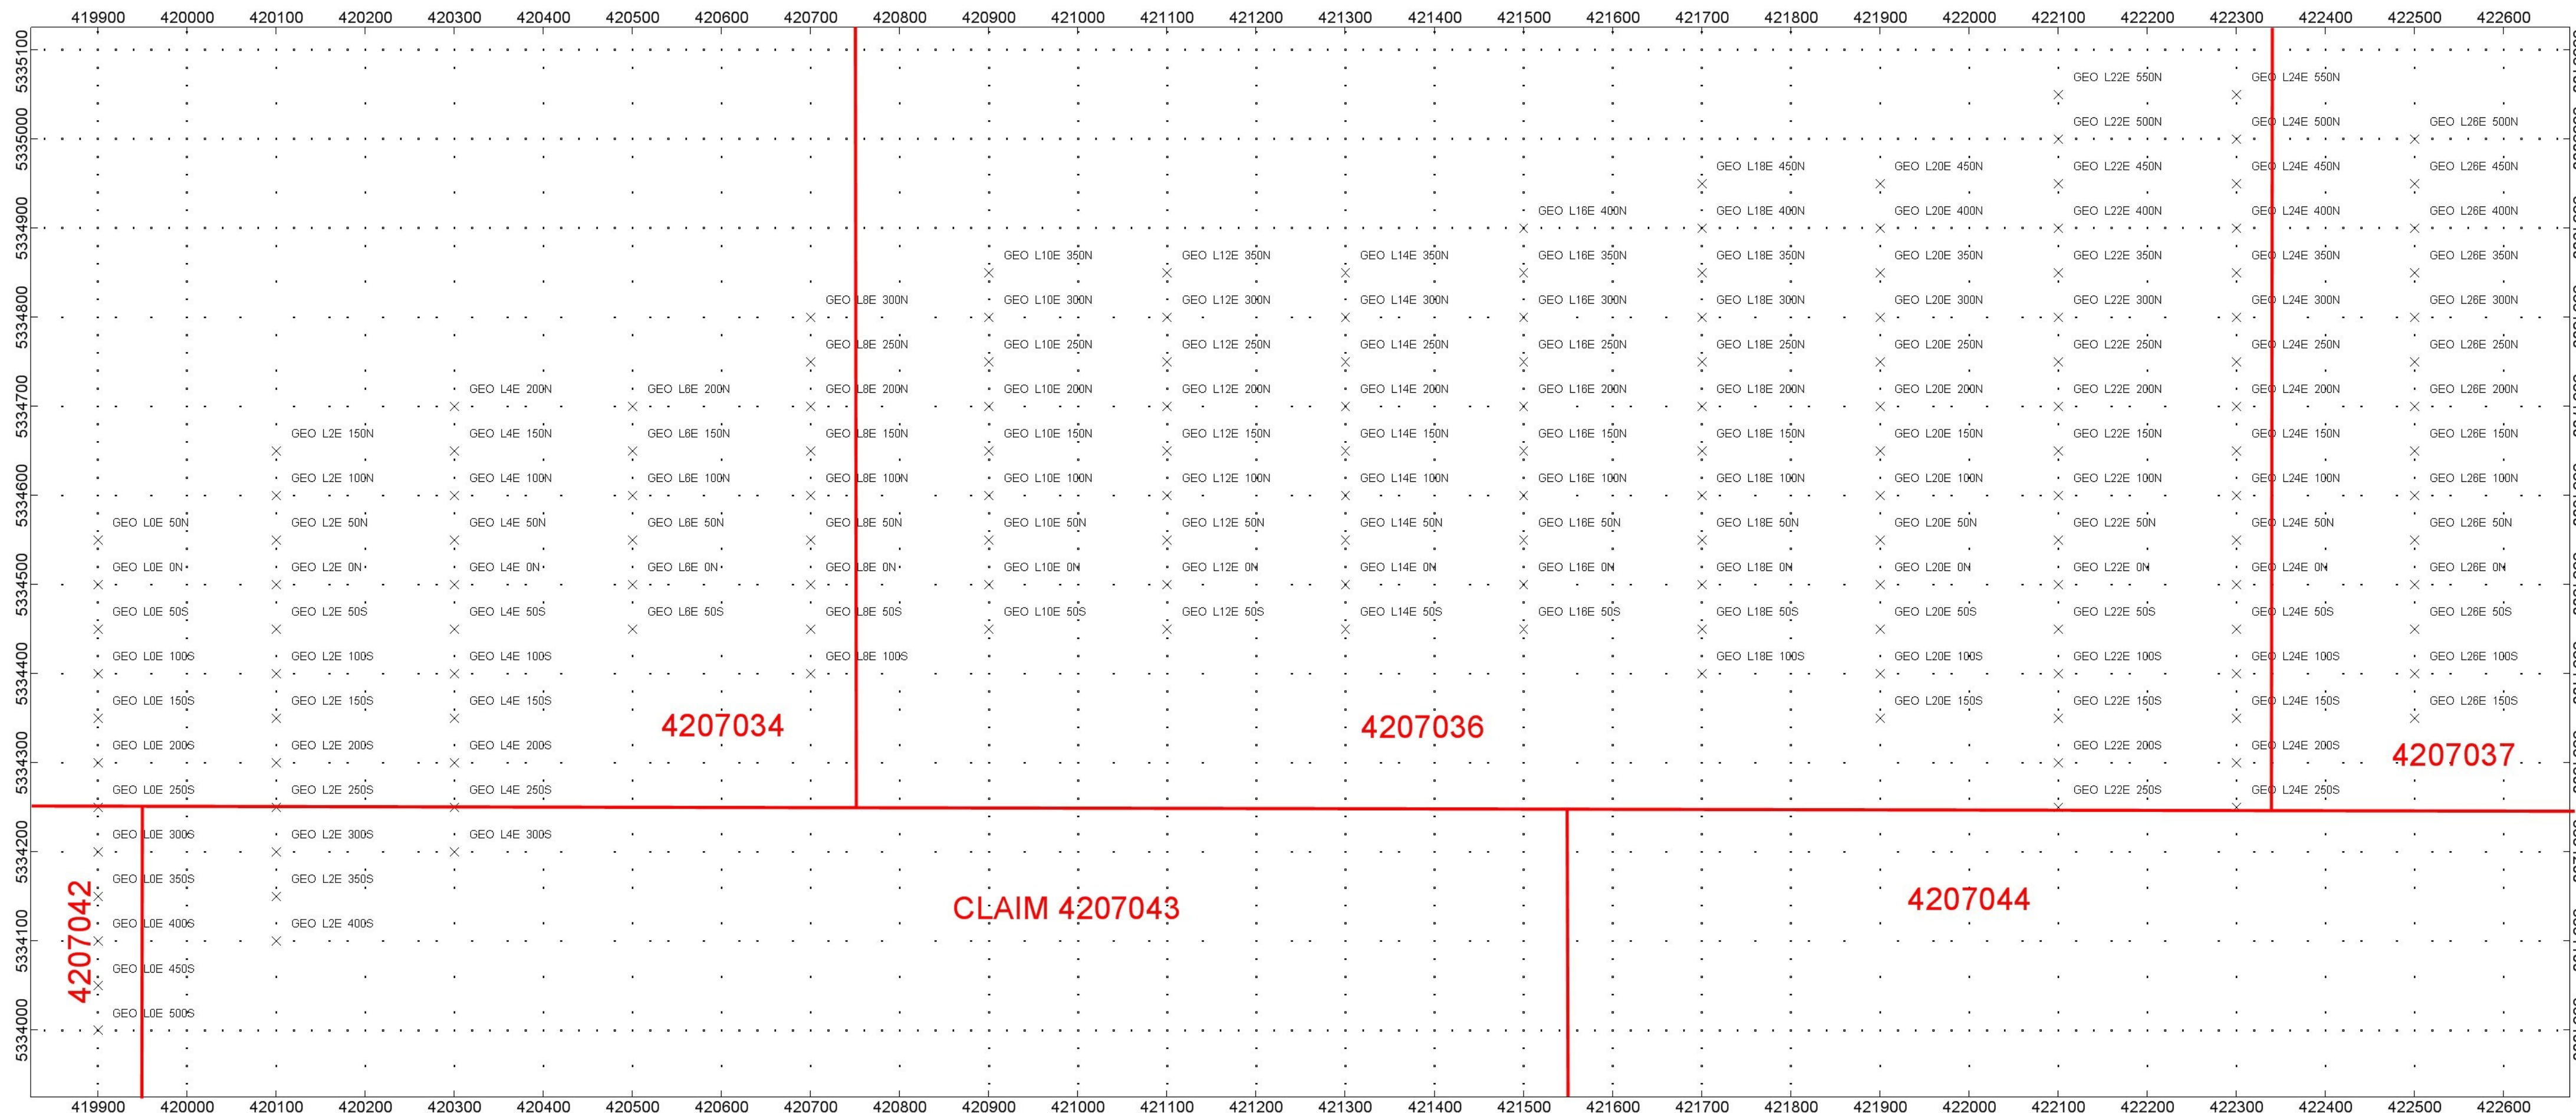 419900 420000 420100 420200 420300 420400 420500 420600 420700 420800 420900 421000 421100 421200 421300 421400 421500 421600 421700 421800 421900 422000 422100 422200 422300 422400 422500 422600
5335100
GEO L22E 550N GEO L24E 550N
5335000
GEO L22E 500N GEO L24E 500N GEO L26E 500N
GEO L18E 450N GEO L20E 450N GEO L22E 450N GEO L24E 450N GEO L26E 450N
5334900
GEO L16E 400N GEO L18E 400N GEO L20E 400N GEO L22E 400N GEO L24E 400N GEO L26E 400N
GEO L10E 350N GEO L12E 350N GEO L14E 350N GEO L16E 350N GEO L18E 350N GEO L20E 350N GEO L22E 350N GEO L24E 350N GEO L26E 350N
5334800
GEO L8E 300N GEO L10E 300N GEO L12E 300N GEO L14E 300N GEO L16E 300N GEO L18E 300N GEO L20E 300N GEO L22E 300N GEO L24E 300N GEO L26E 300N
GEO L8E 250N GEO L10E 250N GEO L12E 250N GEO L14E 250N GEO L16E 250N GEO L18E 250N GEO L20E 250N GEO L22E 250N GEO L24E 250N GEO L26E 250N
5334700
GEO L4E 200N GEO L6E 200N GEO L8E 200N GEO L10E 200N GEO L12E 200N GEO L14E 200N GEO L16E 200N GEO L18E 200N GEO L20E 200N GEO L22E 200N GEO L24E 200N GEO L26E 200N
GEO L2E 150N GEO L4E 150N GEO L6E 150N GEO L8E 150N GEO L10E 150N GEO L12E 150N GEO L14E 150N GEO L16E 150N GEO L18E 150N GEO L20E 150N GEO L22E 150N GEO L24E 150N GEO L26E 150N
5334600
GEO L2E 100N GEO L4E 100N GEO L6E 100N GEO L8E 100N GEO L10E 100N GEO L12E 100N GEO L14E 100N GEO L16E 100N GEO L18E 100N GEO L20E 100N GEO L22E 100N GEO L24E 100N GEO L26E 100N
GEO L0E 50N GEO L2E 50N GEO L4E 50N GEO L6E 50N GEO L8E 50N GEO L10E 50N GEO L12E 50N GEO L14E 50N GEO L16E 50N GEO L18E 50N GEO L20E 50N GEO L22E 50N GEO L24E 50N GEO L26E 50N
5334500
GEO L0E 0N GEO L2E 0N GEO L4E 0N GEO L6E 0N GEO L8E 0N GEO L10E 0N GEO L12E 0N GEO L14E 0N GEO L16E 0N GEO L18E 0N GEO L20E 0N GEO L22E 0N GEO L24E 0N GEO L26E 0N
GEO L0E 50S GEO L2E 50S GEO L4E 50S GEO L6E 50S GEO L8E 50S GEO L10E 50S GEO L12E 50S GEO L14E 50S GEO L16E 50S GEO L18E 50S GEO L20E 50S GEO L22E 50S GEO L24E 50S GEO L26E 50S
5334400
GEO L0E 100S GEO L2E 100S GEO L4E 100S GEO L8E 100S GEO L18E 100S GEO L20E 100S GEO L22E 100S GEO L24E 100S GEO L26E 100S
GEO L0E 150S GEO L2E 150S GEO L4E 150S GEO L20E 150S GEO L22E 150S GEO L24E 150S GEO L26E 150S
4207034 4207036
5334300
GEO L0E 200S GEO L2E 200S GEO L4E 200S GEO L22E 200S GEO L24E 200S
4207037
GEO L0E 250S GEO L2E 250S GEO L4E 250S GEO L22E 250S GEO L24E 250S
5334200
GEO L0E 300S GEO L2E 300S GEO L4E 300S
GEO L0E 350S GEO L2E 350S
4207042 CLAIM 4207043 4207044
5334100
GEO L0E 400S GEO L2E 400S
GEO L0E 450S
5334000
GEO L0E 500S
419900 420000 420100 420200 420300 420400 420500 420600 420700 420800 420900 421000 421100 421200 421300 421400 421500 421600 421700 421800 421900 422000 422100 422200 422300 422400 422500 422600